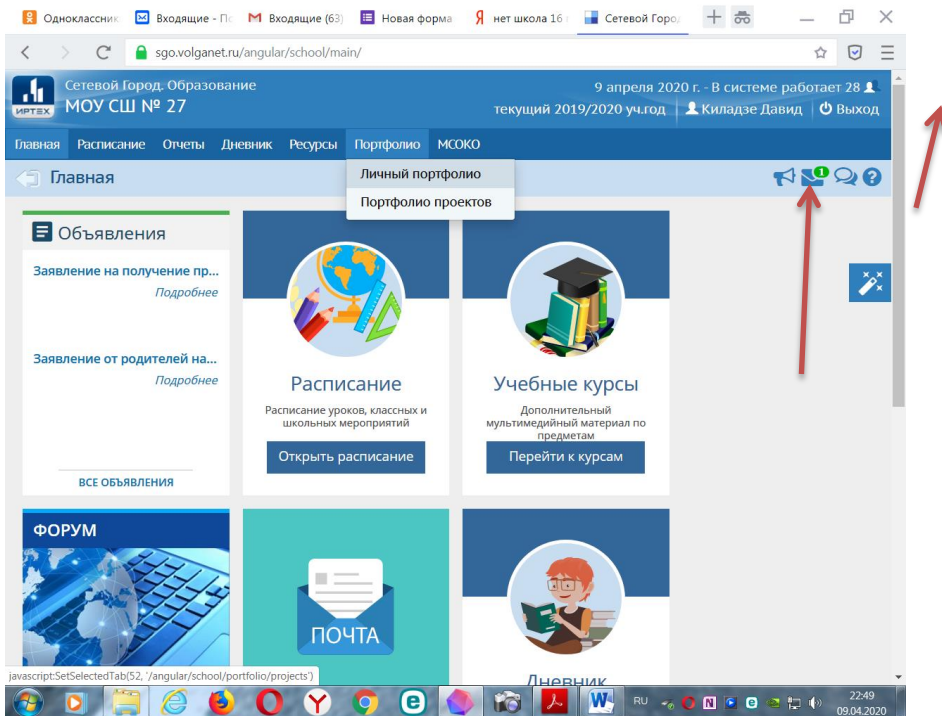 Одноклассник
Входящие - По
Входящие (63)
Новая форма
нет школа 16
Сетевой Город
sgo.volganet.ru/angular/school/main/
ИРТЕХ
Сетевой Город. Образование
МОУ СШ № 27
9 апреля 2020 г. - В системе работает 28
текущий 2019/2020 уч.год
Киладзе Давид
Выход
Главная Расписание Отчеты Дневник Ресурсы Портфолио МСОКО
Личный портфолио
Портфолио проектов
Главная
1
Объявления
Заявление на получение пр...
Подробнее
Заявление от родителей на...
Подробнее
ВСЕ ОБЪЯВЛЕНИЯ
Расписание
Расписание уроков, классных и
школьных мероприятий
Открыть расписание
Учебные курсы
Дополнительный
мультимедийный материал по
предметам
Перейти к курсам
ФОРУМ
ПОЧТА
Дневник
javascript:SetSelectedTab(52, '/angular/school/portfolio/projects')
RU
22:49
09.04.2020